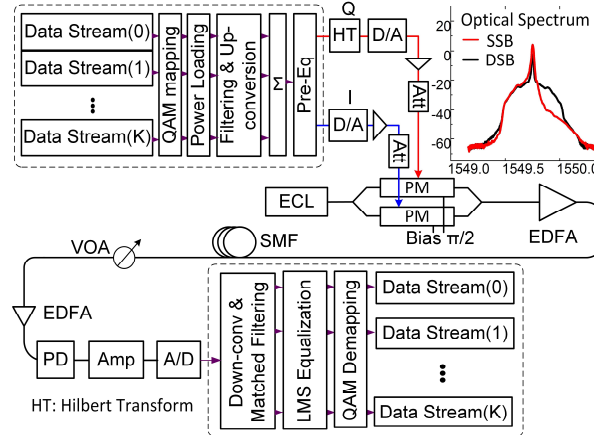 Data Stream(0)
Data Stream(1)
•••
Data Stream(K)
QAM mapping
Power Loading
Filtering & Up-
conversion
Σ
Pre-Eq
Q
HT
D/A
Att
I
D/A
Att
Optical Spectrum
SSB
DSB
20
0
-20
-40
-60
1549.0
1549.5
1550.0
ECL
PM
PM
Bias π/2
EDFA
SMF
VOA
EDFA
PD
Amp
A/D
Down-conv &
Matched Filtering
LMS Equalization
QAM Demapping
Data Stream(0)
Data Stream(1)
•••
Data Stream(K)
HT: Hilbert Transform